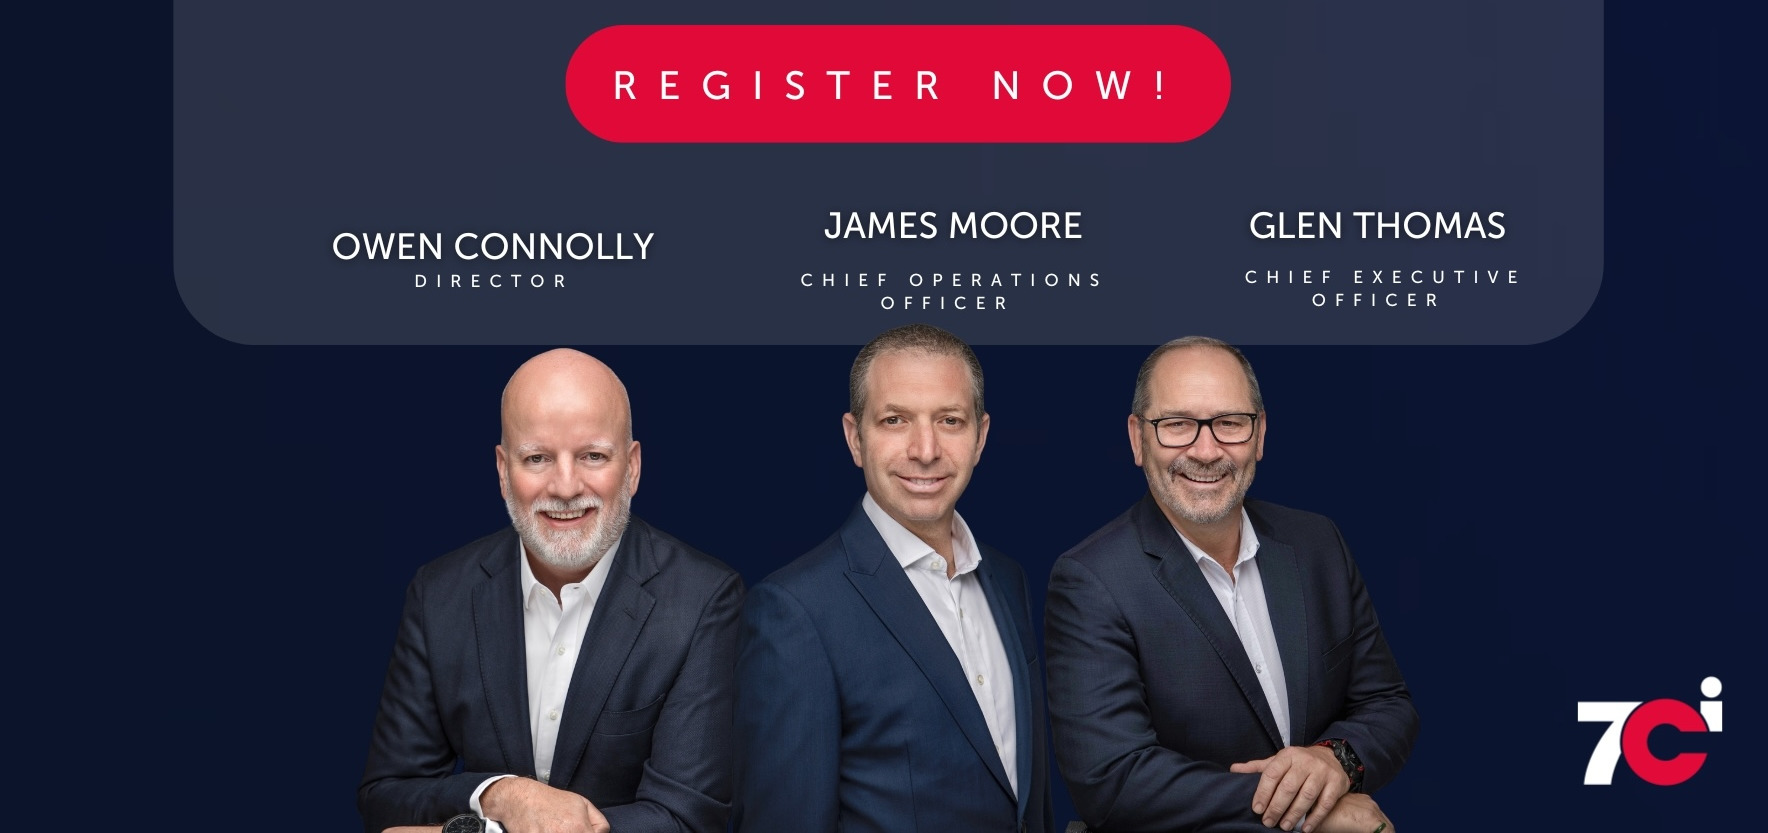 REGISTER NOW!
OWEN CONNOLLY
DIRECTOR
JAMES MOORE
CHIEF OPERATIONS
OFFICER
GLEN THOMAS
CHIEF EXECUTIVE
OFFICER
7Ci